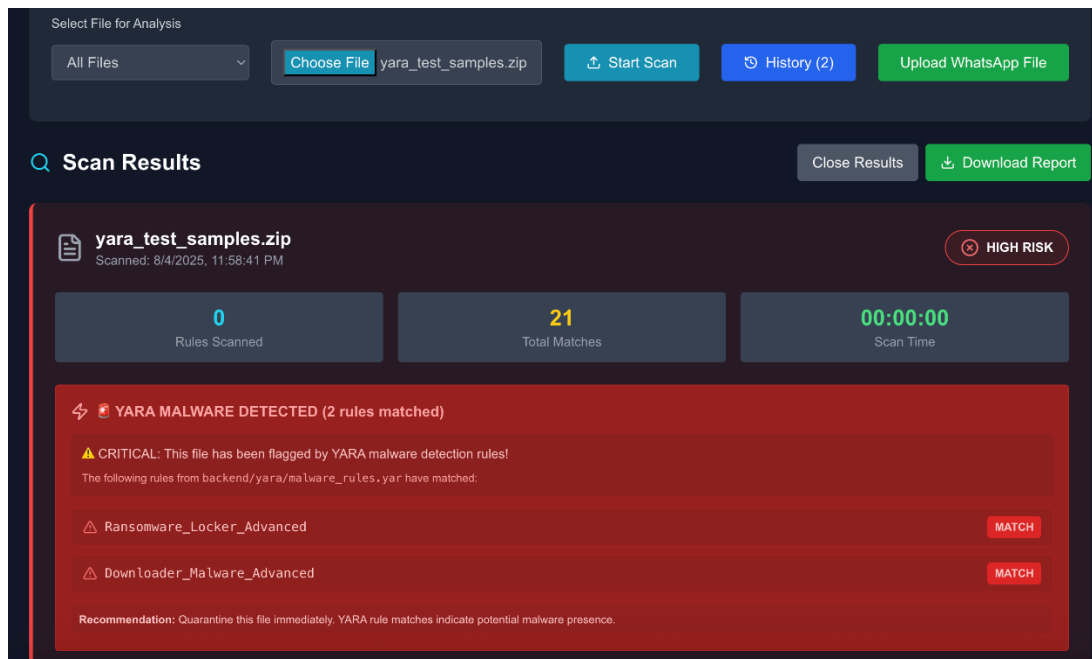 Select File for Analysis
All Files
Choose File yara_test_samples.zip
Start Scan
History (2)
Upload WhatsApp File
Scan Results
Close Results
Download Report
yara_test_samples.zip
Scanned: 8/4/2025, 11:58:41 PM
HIGH RISK
0
Rules Scanned
21
Total Matches
00:00:00
Scan Time
YARA MALWARE DETECTED (2 rules matched)
CRITICAL: This file has been flagged by YARA malware detection rules!
The following rules from backend/yara/malware_rules.yar have matched:
Ransomware_Locker_Advanced
MATCH
Downloader_Malware_Advanced
MATCH
Recommendation: Quarantine this file immediately. YARA rule matches indicate potential malware presence.